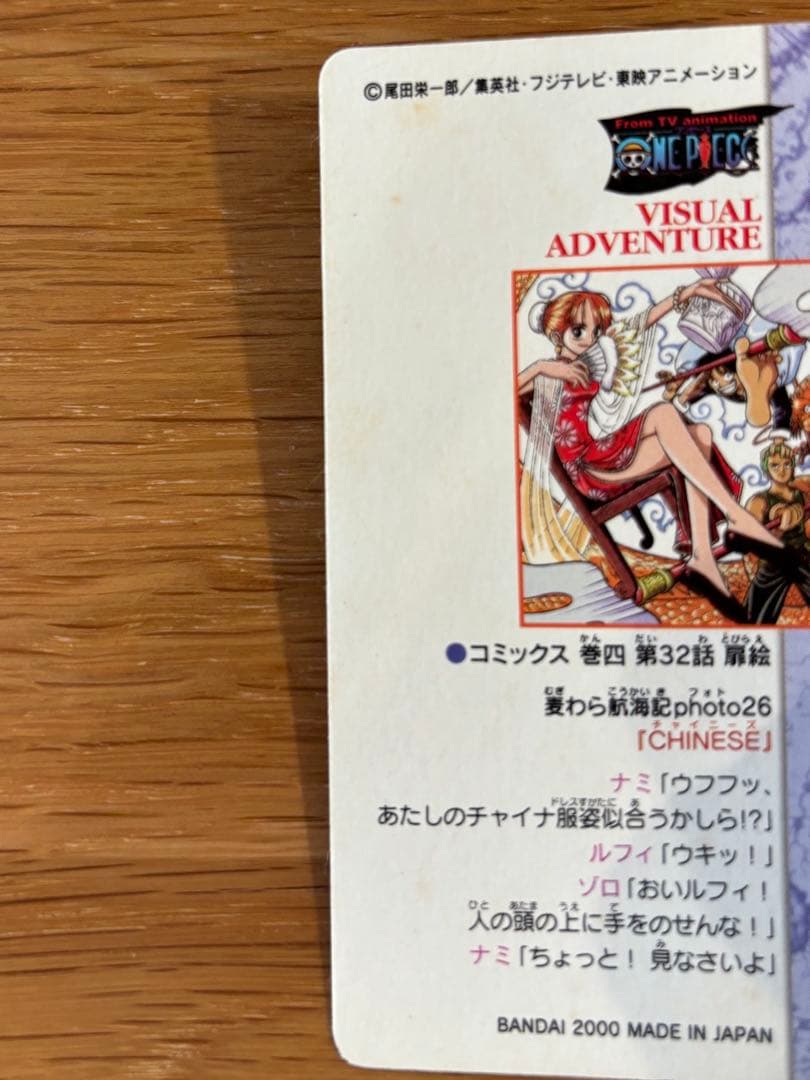 ©尾田栄一郎／集英社・フジテレビ・東映アニメーション
From TV animation
ONE PIECE
VISUAL
ADVENTURE
●コミックス 巻四 第32話 扉絵
麦わら航海記photo26
「CHINESE」
ナミ「ウフフッ、
あたしのチャイナ服姿似合うかしら!?」
ルフィ「ウキッ！」
ゾロ「おいルフィ！
人の頭の上に手をのせんな！」
ナミ「ちょっと！ 見なさいよ」
BANDAI 2000 MADE IN JAPAN